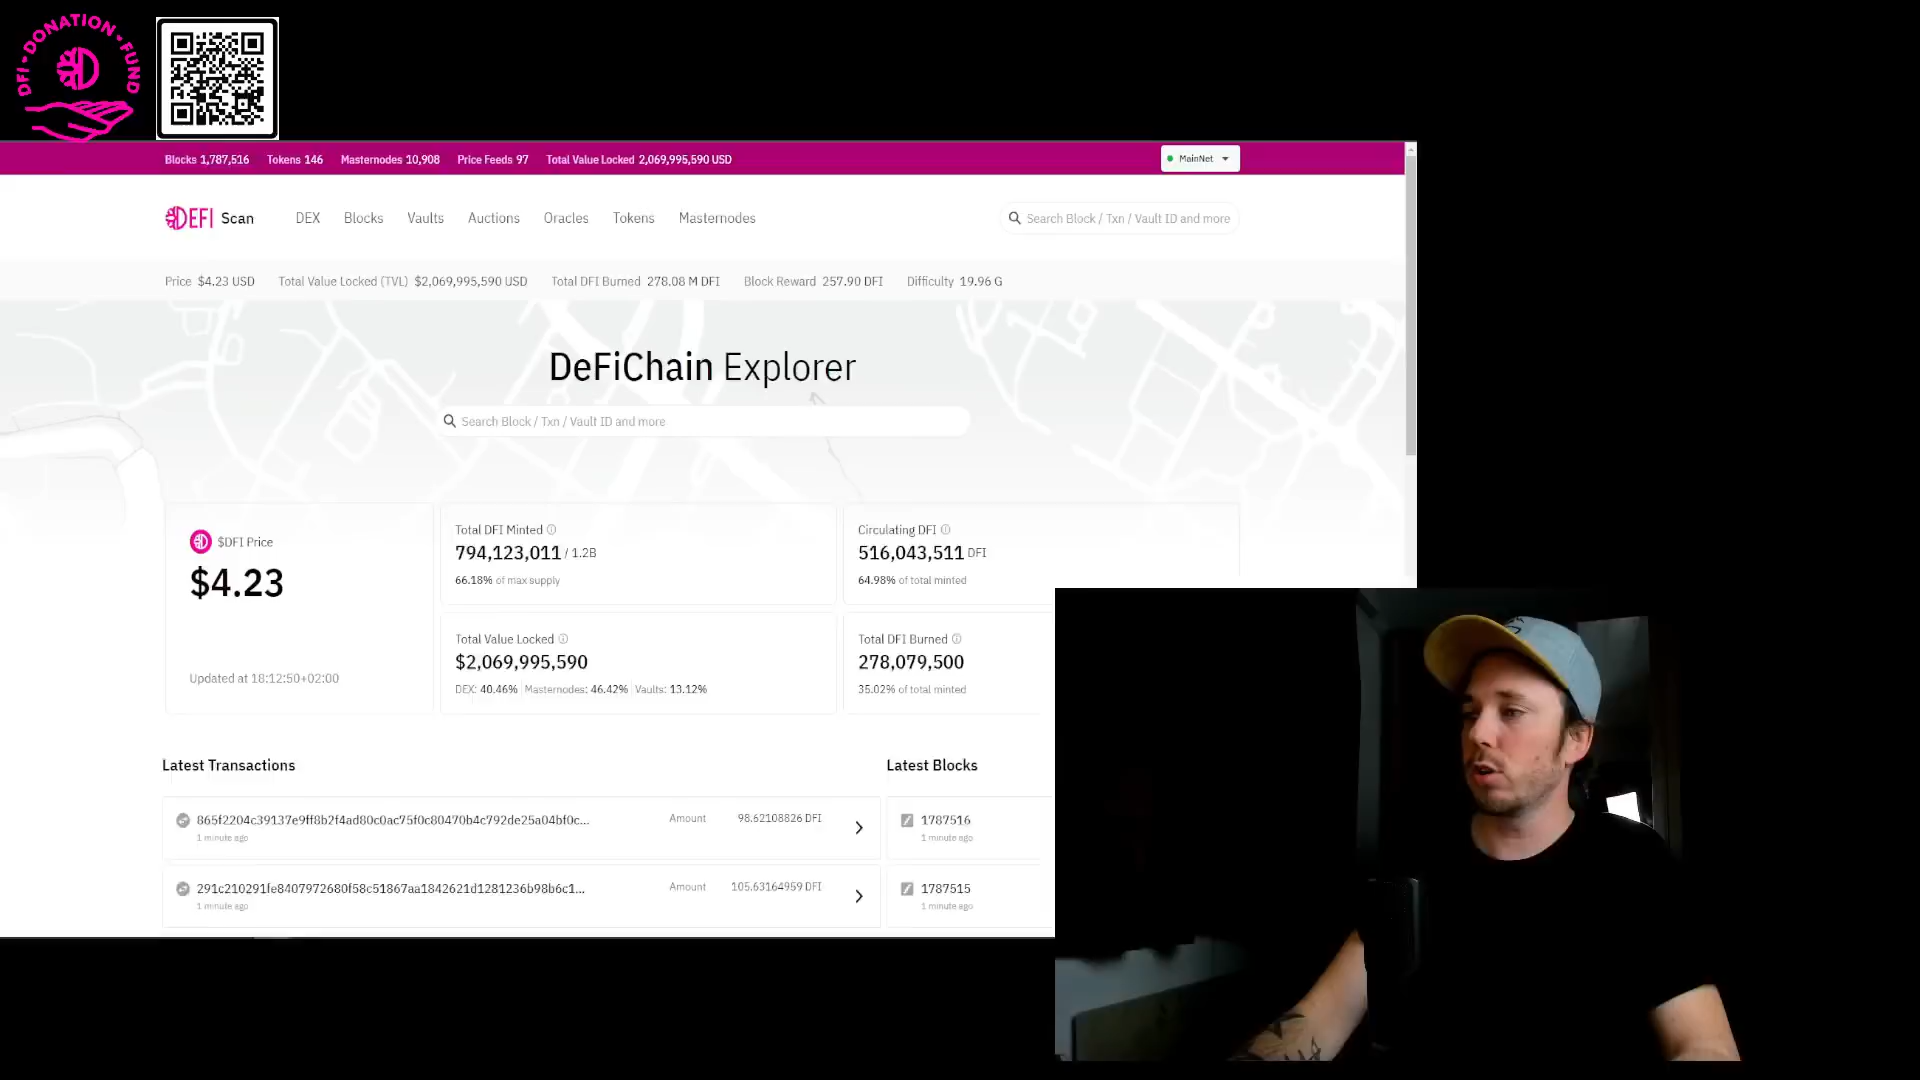 DFI • DONATION • FUND
Blocks 1,787,516 Tokens 146 Masternodes 10,908 Price Feeds 97 Total Value Locked 2,069,995,590 USD MainNet
DEFI Scan DEX Blocks Vaults Auctions Oracles Tokens Masternodes Search Block / Txn / Vault ID and more
Price $4.23 USD Total Value Locked (TVL) $2,069,995,590 USD Total DFI Burned 278.08 M DFI Block Reward 257.90 DFI Difficulty 19.96 G
DeFiChain Explorer
Search Block / Txn / Vault ID and more
$DFI Price
$4.23
Updated at 18:12:50+02:00
Total DFI Minted
794,123,011 / 1.2B
66.18% of max supply
Circulating DFI
516,043,511 DFI
64.98% of total minted
Total Value Locked
$2,069,995,590
DEX: 40.46% Masternodes: 46.42% Vaults: 13.12%
Total DFI Burned
278,079,500
35.02% of total minted
Latest Transactions
865f2204c39137e9ff8b2f4ad80c0ac75f0c80470b4c792de25a04bf0c... Amount 98.62108826 DFI
1 minute ago
291c210291fe8407972680f58c51867aa1842621d1281236b98b6c1... Amount 105.63164959 DFI
1 minute ago
Latest Blocks
1787516
1 minute ago
1787515
1 minute ago